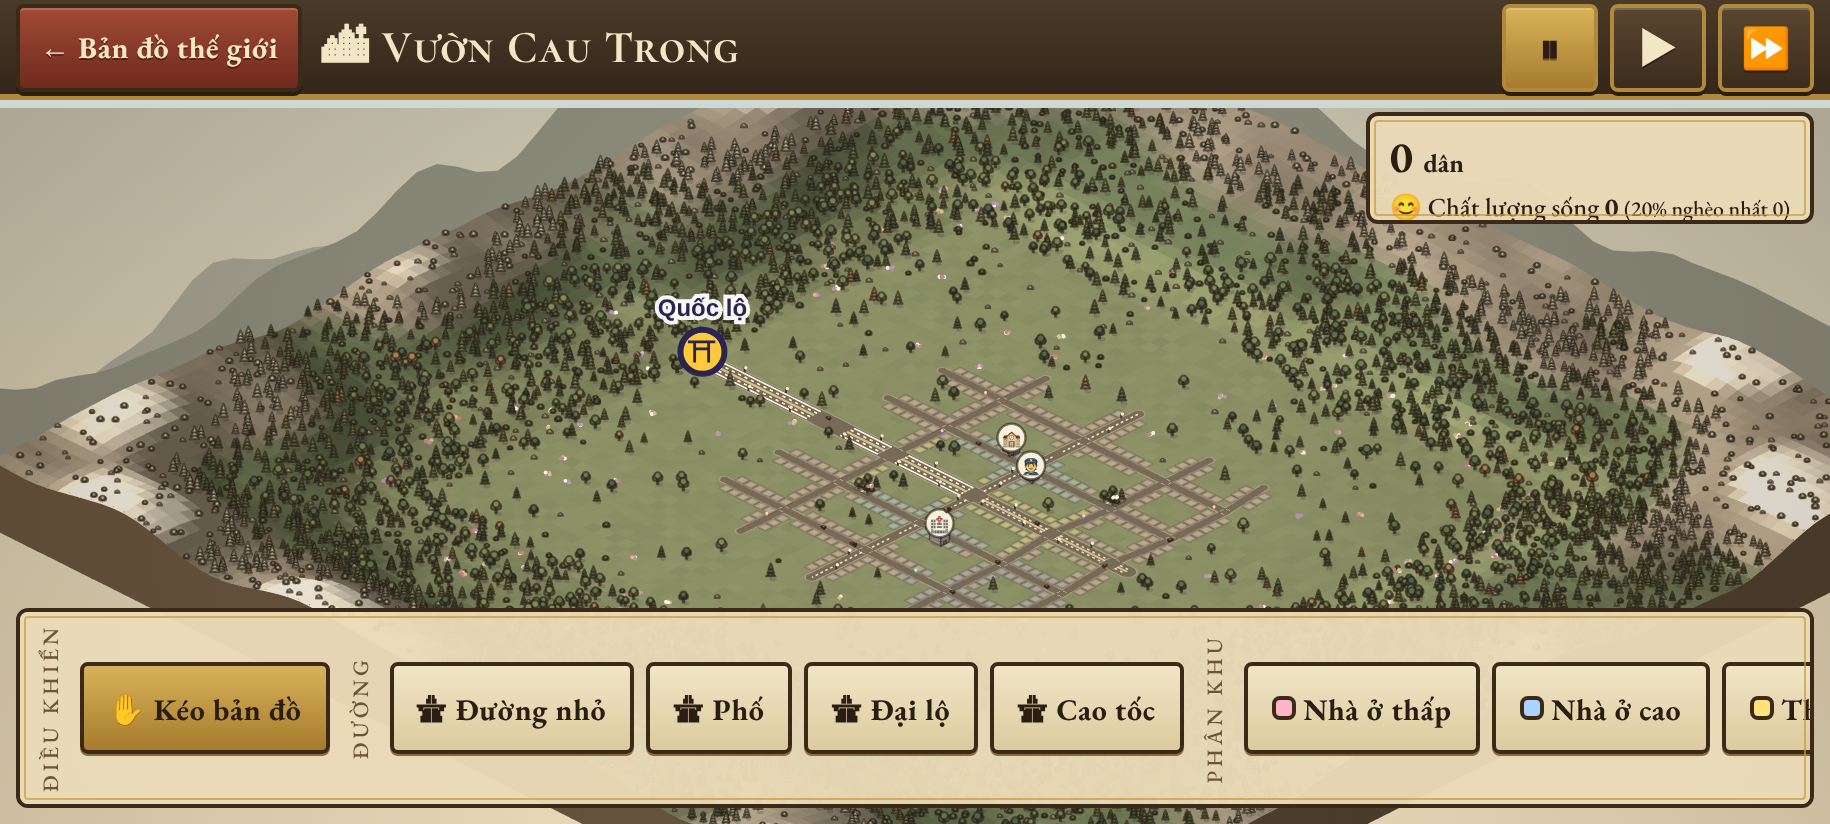 ← Bản đồ thế giới
Vườn Cau Trong
0 dân
Chất lượng sống 0 (20% nghèo nhất 0)
Quốc lộ
ĐIỀU KHIỂN
Kéo bản đồ
ĐƯỜNG
Đường nhỏ
Phố
Đại lộ
Cao tốc
PHÂN KHU
Nhà ở thấp
Nhà ở cao